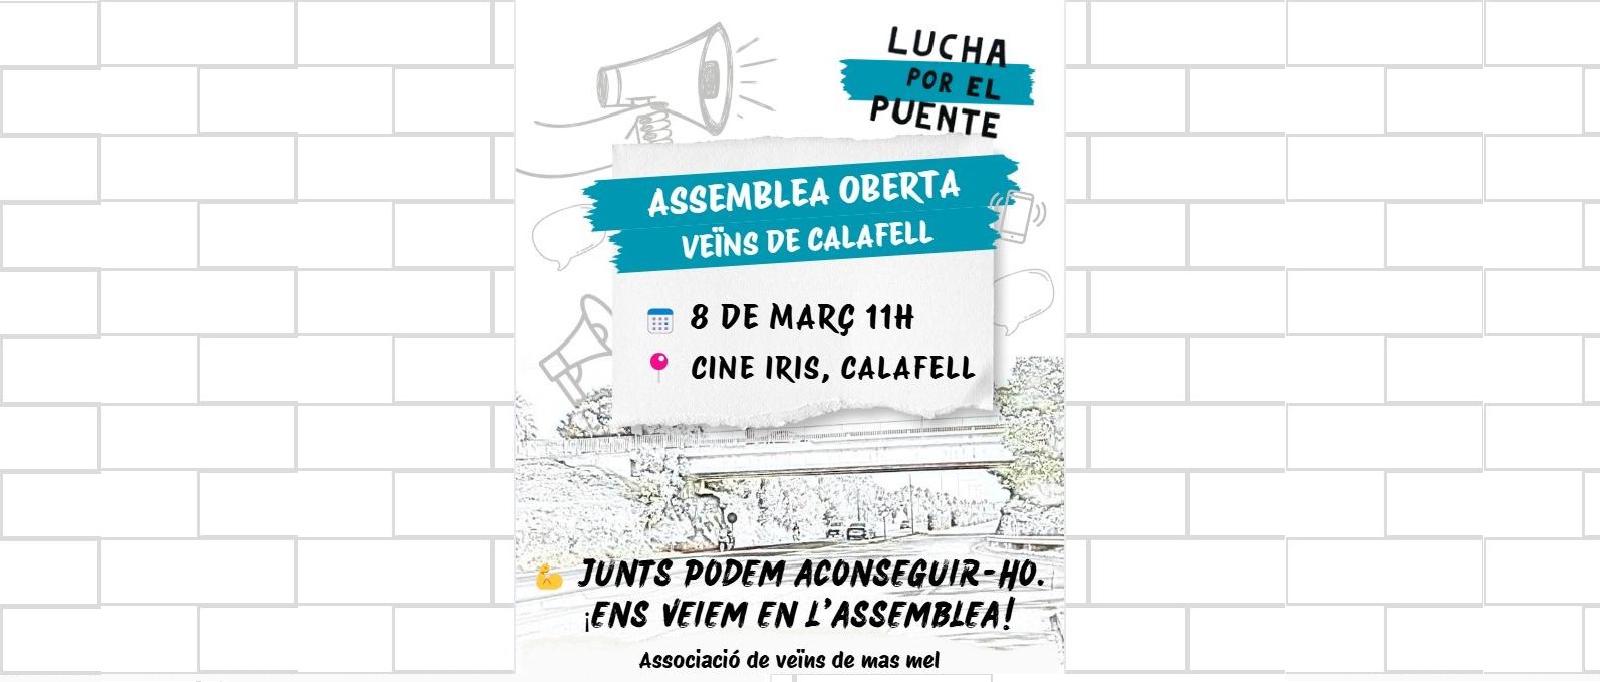 LUCHA
POR EL
PUENTE
ASSEMBLEA OBERTA
VEÏNS DE CALAFELL
8 DE MARÇ 11H
CINE IRIS, CALAFELL
JUNTS PODEM ACONSEGUIR-HO.
¡ENS VEIEM EN L'ASSEMBLEA!
Associació de veïns de mas mel